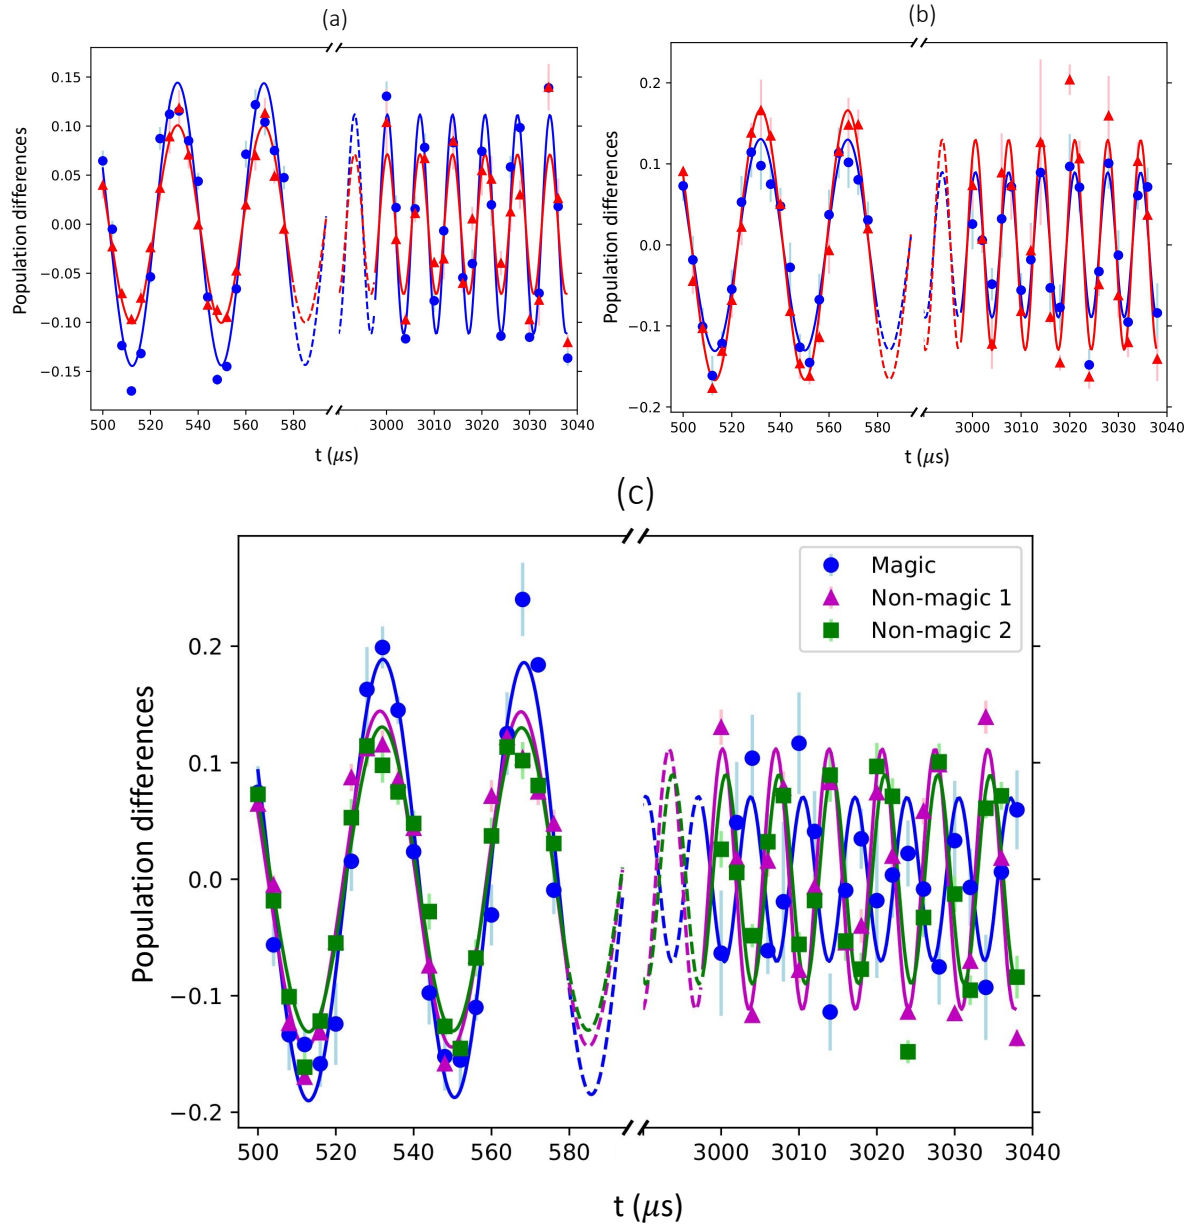 (a)
Population differences
0.15
0.10
0.05
0.00
−0.05
−0.10
−0.15
500 520 540 560 580 3000 3010 3020 3030 3040
t (μs)
(b)
Population differences
0.2
0.1
0.0
−0.1
−0.2
500 520 540 560 580 3000 3010 3020 3030 3040
t (μs)
(c)
Magic
Non-magic 1
Non-magic 2
Population differences
0.2
0.1
0.0
−0.1
−0.2
500 520 540 560 580 3000 3010 3020 3030 3040
t (μs)